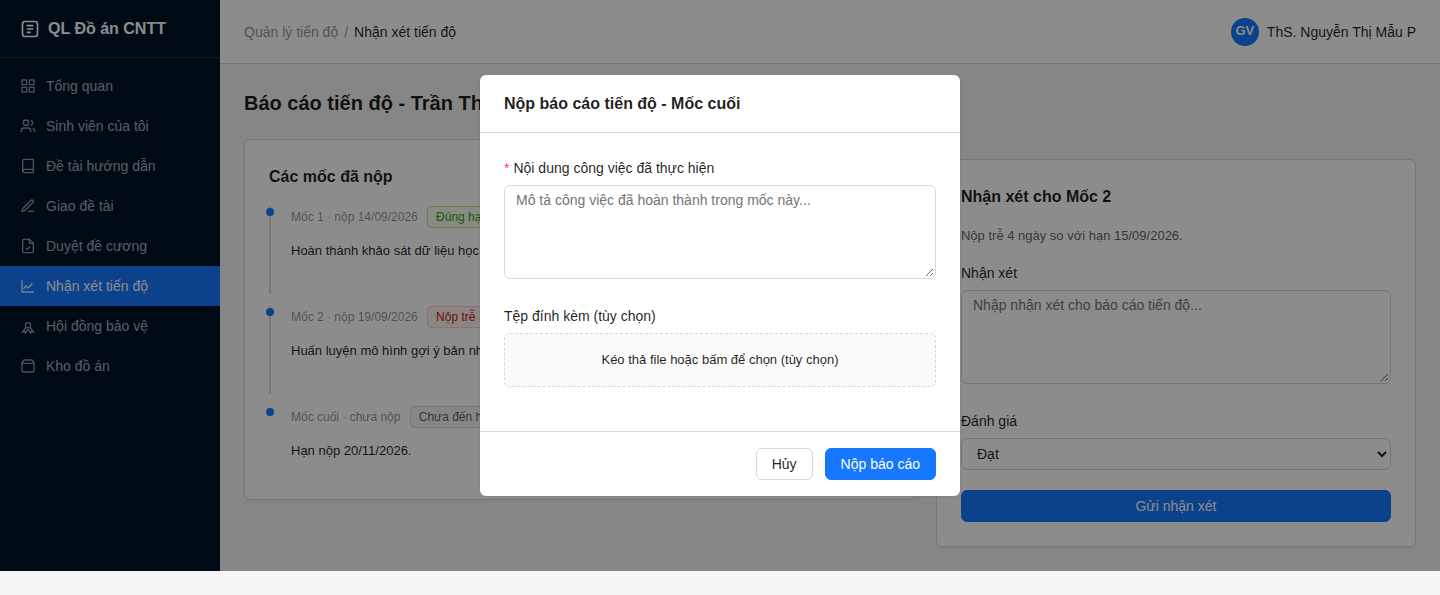 QL Đồ án CNTT
Tổng quan
Sinh viên của tôi
Đề tài hướng dẫn
Giao đề tài
Duyệt đề cương
Nhận xét tiến độ
Hội đồng bảo vệ
Kho đồ án
Quản lý tiến độ / Nhận xét tiến độ
GV ThS. Nguyễn Thị Mẫu P
Báo cáo tiến độ - Trần Th
Các mốc đã nộp
Mốc 1 · nộp 14/09/2026 Đúng hạ
Hoàn thành khảo sát dữ liệu học
Mốc 2 · nộp 19/09/2026 Nộp trễ
Huấn luyện mô hình gợi ý bản nh
Mốc cuối · chưa nộp Chưa đến h
Hạn nộp 20/11/2026.
Nộp báo cáo tiến độ - Mốc cuối
* Nội dung công việc đã thực hiện
Mô tả công việc đã hoàn thành trong mốc này...
Tệp đính kèm (tùy chọn)
Kéo thả file hoặc bấm để chọn (tùy chọn)
Hủy
Nộp báo cáo
Nhận xét cho Mốc 2
Nộp trễ 4 ngày so với hạn 15/09/2026.
Nhận xét
Nhập nhận xét cho báo cáo tiến độ...
Đánh giá
Đạt
Gửi nhận xét